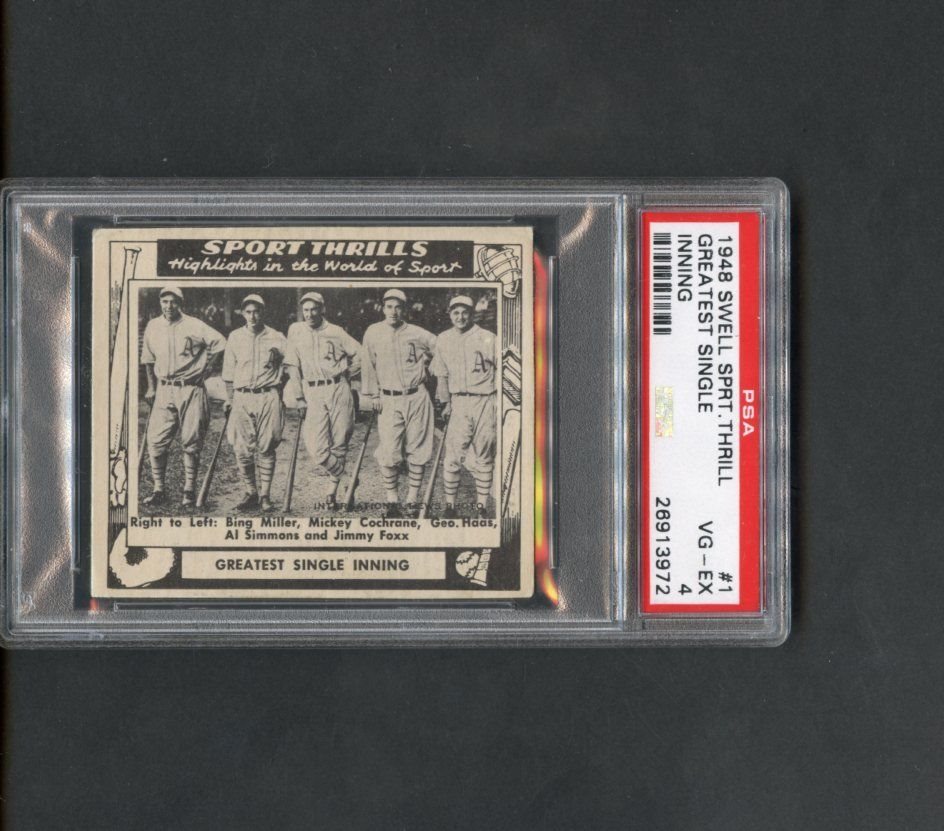 SPORT THRILLS
Highlights in the World of Sport
INTERNATIONAL NEWS PHOTO
Right to Left: Bing Miller, Mickey Cochrane, Geo. Haas,
Al Simmons and Jimmy Foxx
GREATEST SINGLE INNING
PSA
1948 SWELL SPRT.THRILL #1
GREATEST SINGLE VG-EX
INNING 4
26913972